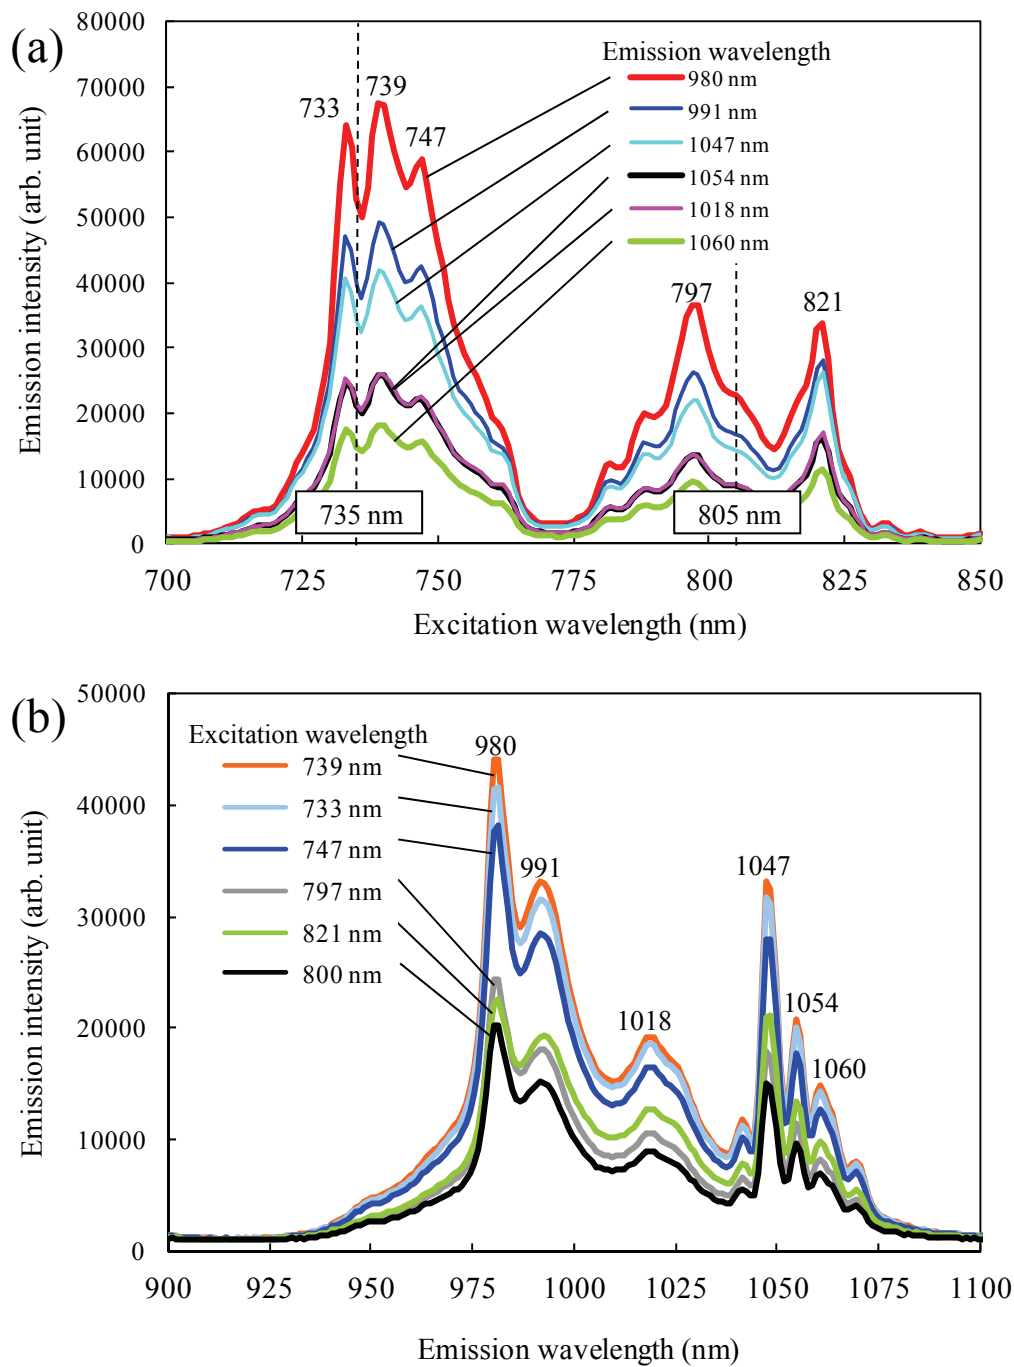 (a)
80000
70000
60000
50000
40000
30000
20000
10000
0
Emission intensity (arb. unit)
733
739
747
797
821
Emission wavelength
980 nm
991 nm
1047 nm
1054 nm
1018 nm
1060 nm
735 nm
805 nm
700 725 750 775 800 825 850
Excitation wavelength (nm)
(b)
50000
40000
30000
20000
10000
0
Emission intensity (arb. unit)
Excitation wavelength
739 nm
733 nm
747 nm
797 nm
821 nm
800 nm
980
991
1018
1047
1054
1060
900 925 950 975 1000 1025 1050 1075 1100
Emission wavelength (nm)